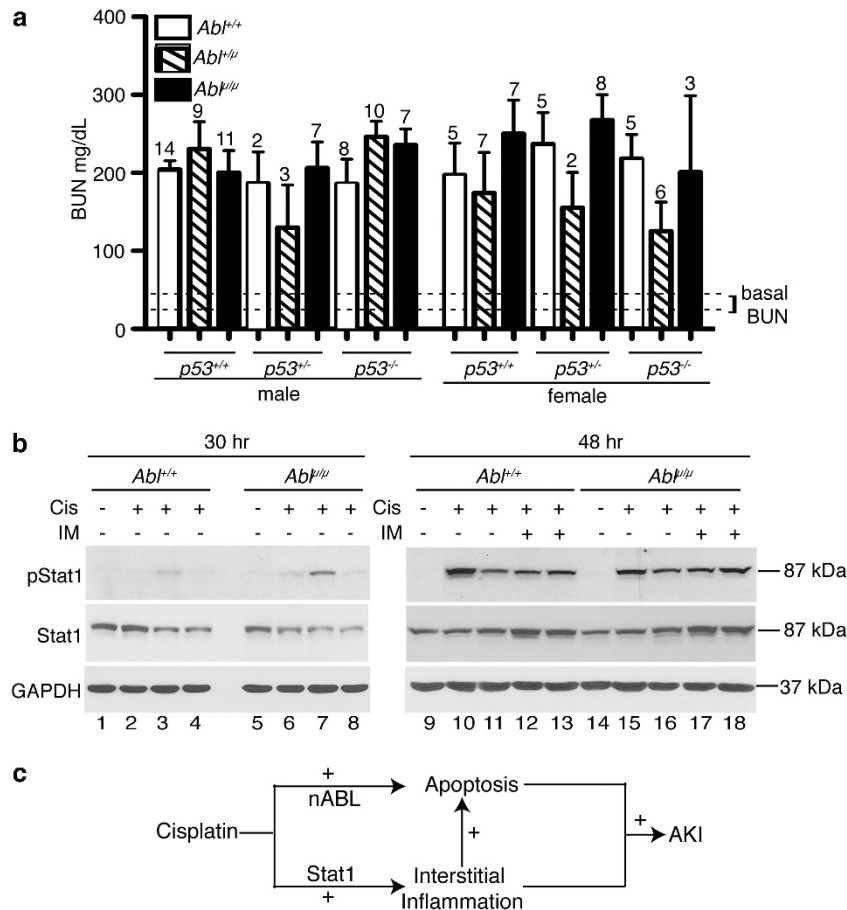 a
400
300
200
100
0
BUN mg/dL
Abl+/+
Abl+/μ
Ablμ/μ
14 9 11 2 3 7 8 10 7 5 7 7 5 2 8 5 6 3
basal
BUN
p53+/+ p53+/- p53-/- p53+/+ p53+/- p53-/-
male female
b
30 hr 48 hr
Abl+/+ Ablμ/μ Abl+/+ Ablμ/μ
Cis - + + + - + + + Cis - + + + + - + + + +
IM - - - - - - - - IM - - - + + - - - + +
pStat1 87 kDa
Stat1 87 kDa
GAPDH 37 kDa
1 2 3 4 5 6 7 8 9 10 11 12 13 14 15 16 17 18
c
+
nABL
Apoptosis
Cisplatin
+
+
AKI
Stat1
+
Interstitial
Inflammation